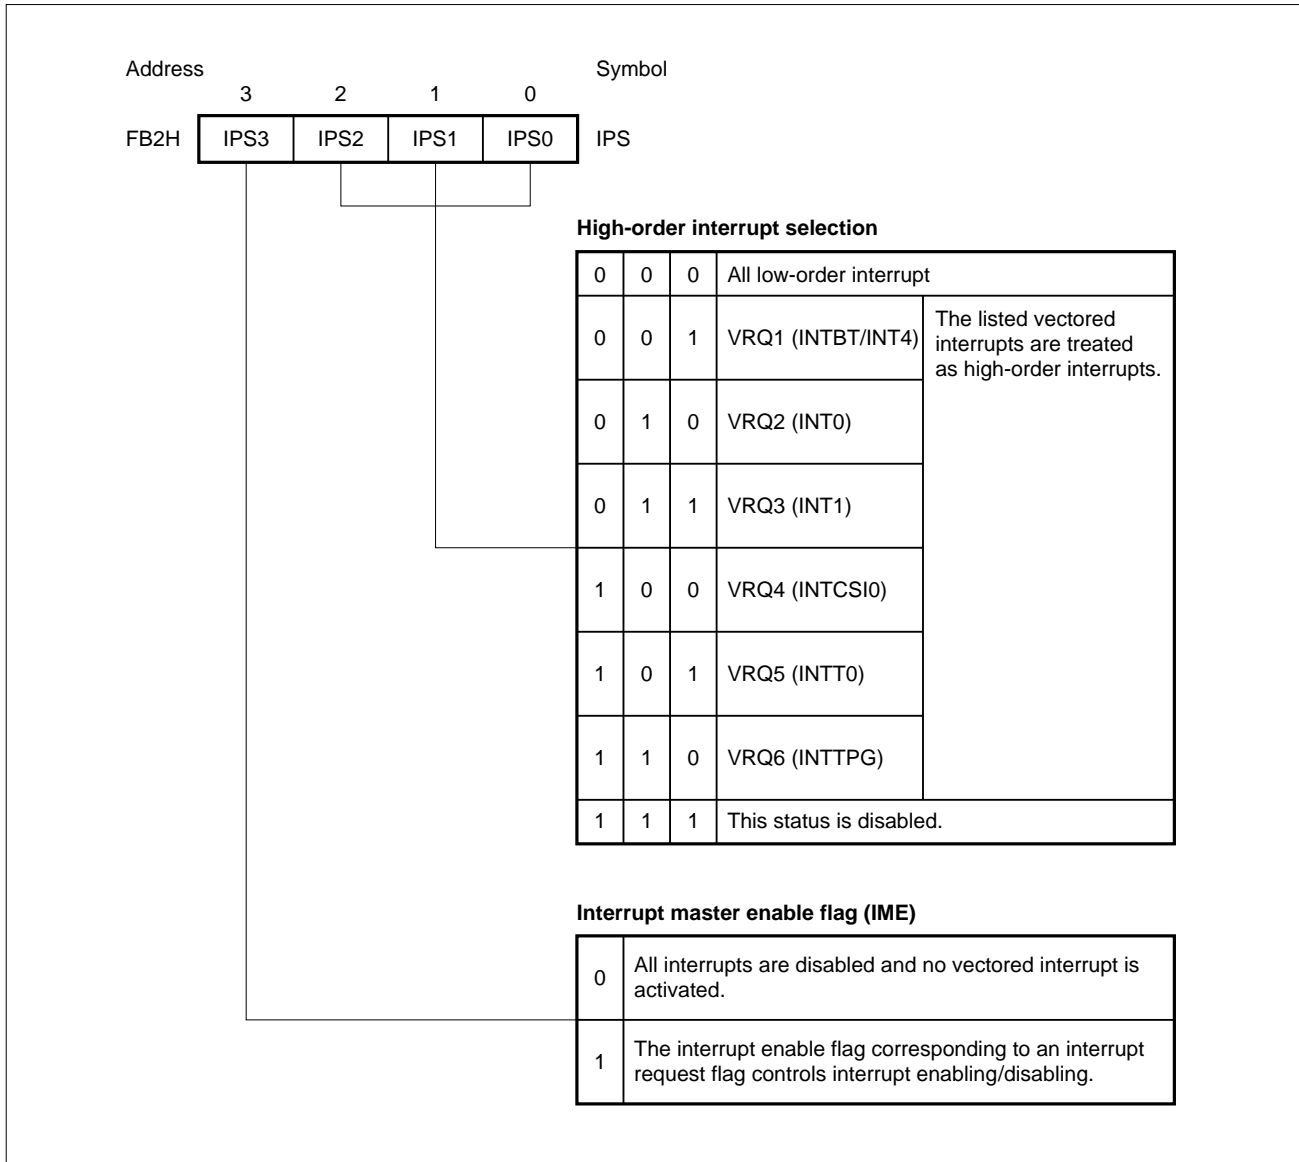 Address Symbol
3 2 1 0
FB2H IPS3 IPS2 IPS1 IPS0 IPS
High-order interrupt selection
0 0 0 All low-order interrupt
0 0 1 VRQ1 (INTBT/INT4)
The listed vectored
interrupts are treated
as high-order interrupts.
0 1 0 VRQ2 (INT0)
0 1 1 VRQ3 (INT1)
1 0 0 VRQ4 (INTCSI0)
1 0 1 VRQ5 (INTT0)
1 1 0 VRQ6 (INTTPG)
1 1 1 This status is disabled.
Interrupt master enable flag (IME)
0 All interrupts are disabled and no vectored interrupt is
activated.
1 The interrupt enable flag corresponding to an interrupt
request flag controls interrupt enabling/disabling.